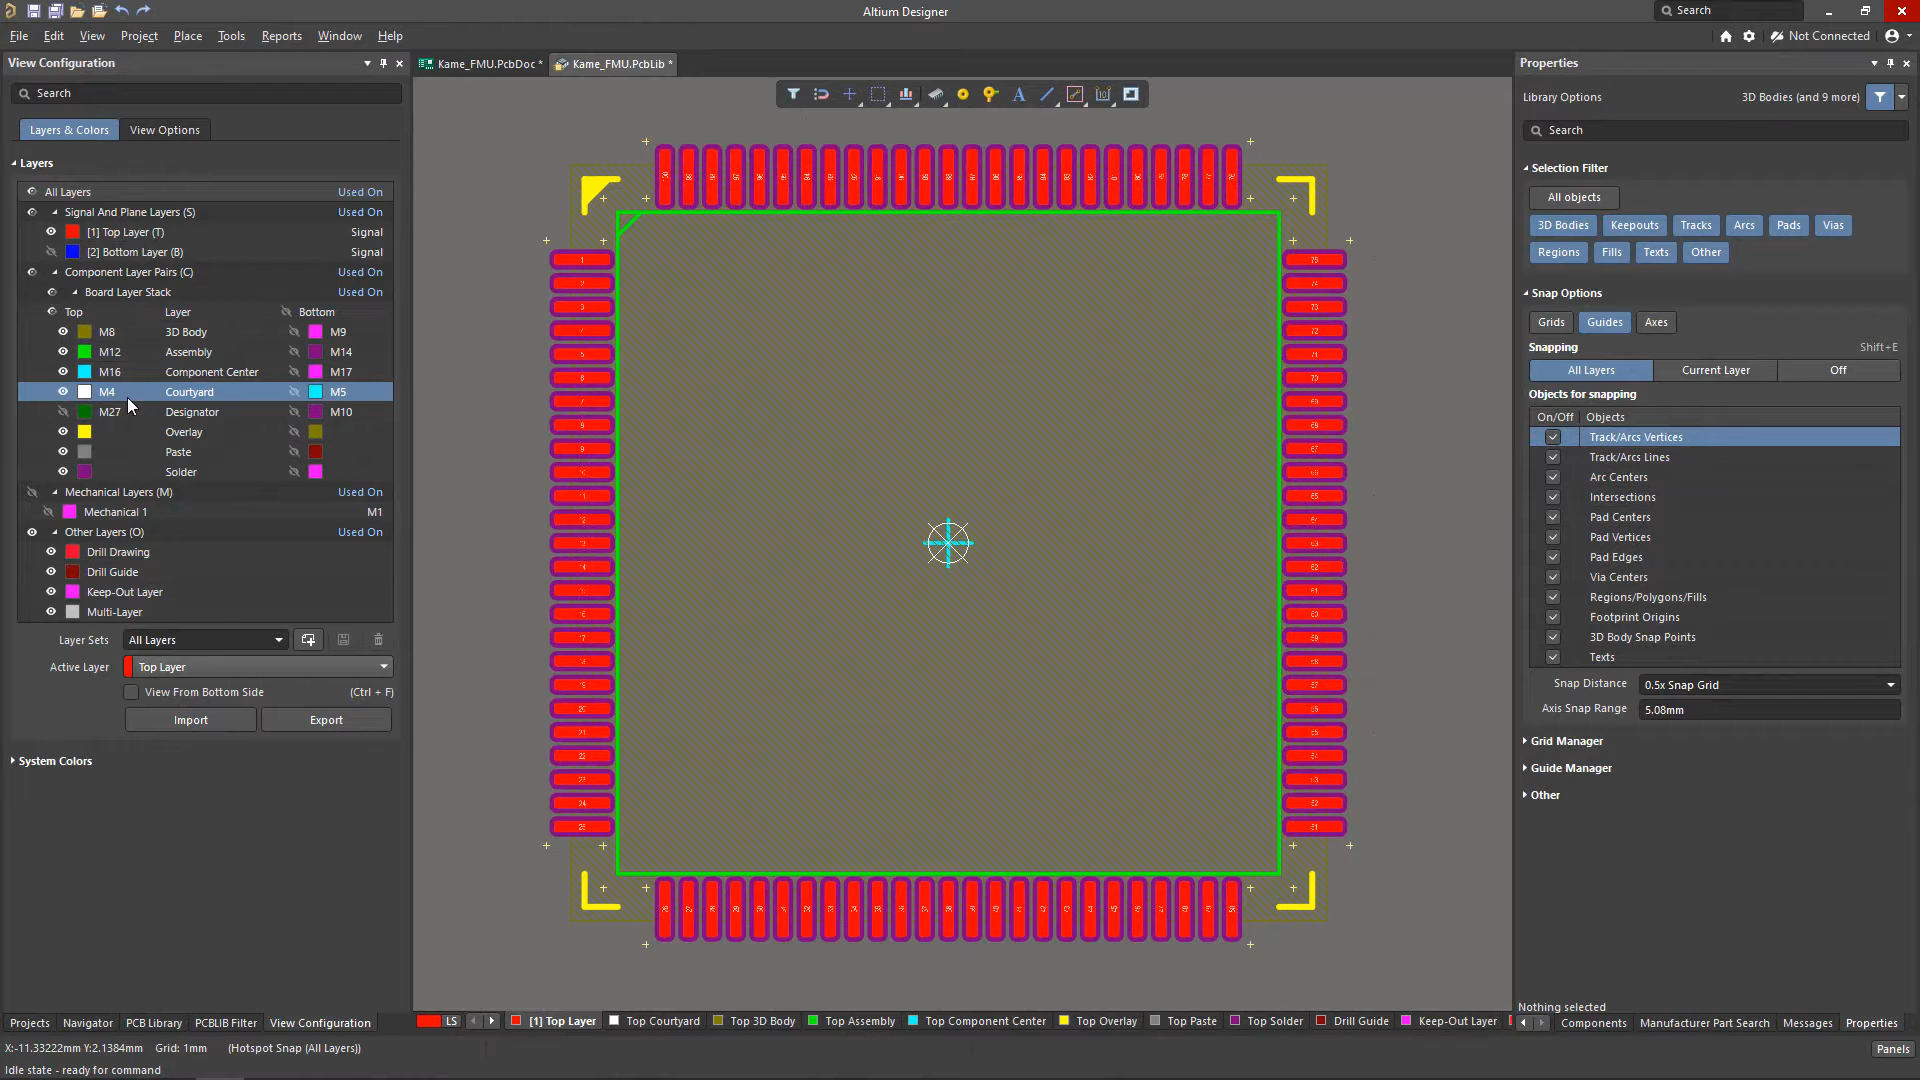 Altium Designer
Search
File Edit View Project Place Tools Reports Window Help
Not Connected
View Configuration
Kame_FMU.PcbDoc *
Kame_FMU.PcbLib *
Properties
Search
Library Options
3D Bodies (and 9 more)
Layers & Colors
View Options
Search
Layers
Selection Filter
All Layers Used On
All objects
Signal And Plane Layers (S) Used On
3D Bodies Keepouts Tracks Arcs Pads Vias
[1] Top Layer (T) Signal
[2] Bottom Layer (B) Signal
Regions Fills Texts Other
Component Layer Pairs (C) Used On
Board Layer Stack Used On
Snap Options
Top Layer Bottom
Grids Guides Axes
M8 3D Body M9
Snapping Shift+E
M12 Assembly M14
All Layers Current Layer Off
M16 Component Center M17
M4 Courtyard M5
Objects for snapping
M27 Designator M10
On/Off Objects
Overlay
Track/Arcs Vertices
Paste
Track/Arcs Lines
Solder
Arc Centers
Mechanical Layers (M) Used On
Intersections
Mechanical 1 M1
Pad Centers
Other Layers (O) Used On
Pad Vertices
Drill Drawing
Pad Edges
Drill Guide
Via Centers
Keep-Out Layer
Regions/Polygons/Fills
Multi-Layer
Footprint Origins
Layer Sets All Layers
3D Body Snap Points
Texts
Active Layer Top Layer
Snap Distance 0.5x Snap Grid
View From Bottom Side (Ctrl + F)
Axis Snap Range 5.08mm
Import Export
Grid Manager
System Colors
Guide Manager
Other
Nothing selected
Projects Navigator PCB Library PCBLIB Filter View Configuration
LS [1] Top Layer Top Courtyard Top 3D Body Top Assembly Top Component Center Top Overlay Top Paste Top Solder Drill Guide Keep-Out Layer
Components Manufacturer Part Search Messages Properties
X:-11.33222mm Y:2.1384mm Grid: 1mm (Hotspot Snap (All Layers))
Panels
Idle state - ready for command